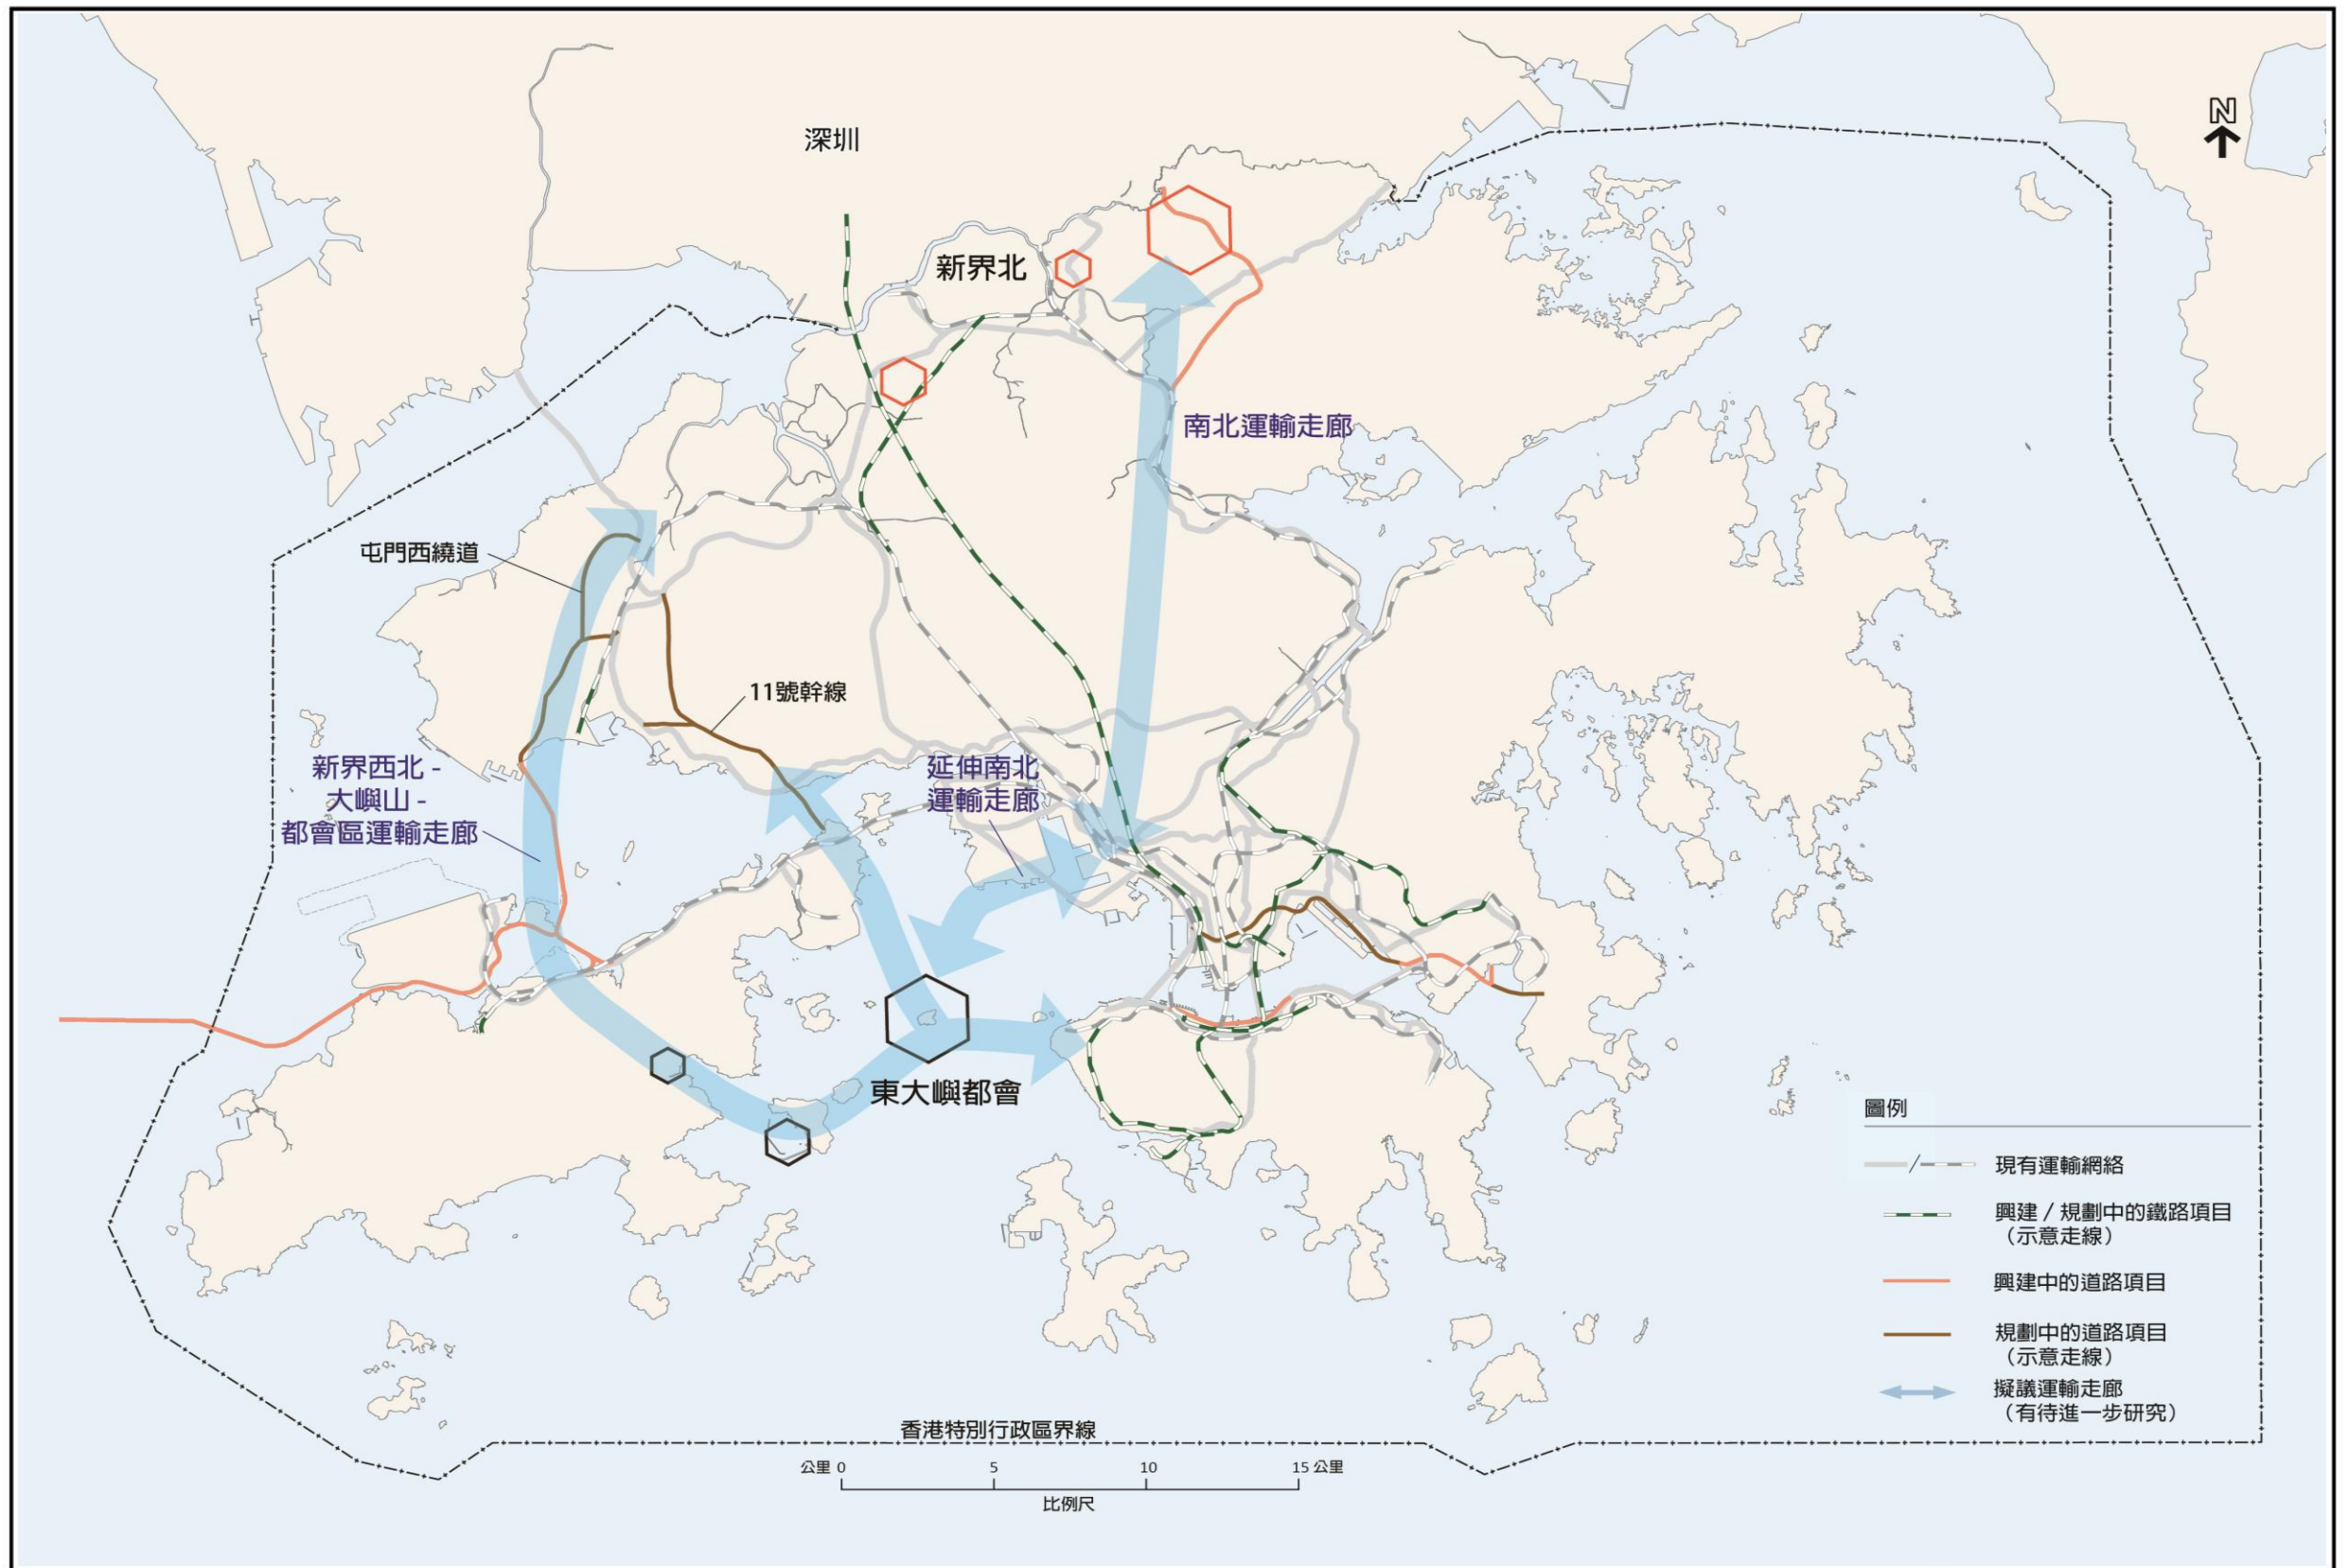 N
深圳
新界北
南北運輸走廊
屯門西繞道
11號幹線
新界西北 -
大嶼山 -
都會區運輸走廊
延伸南北
運輸走廊
東大嶼都會
圖例
/
現有運輸網絡
興建 / 規劃中的鐵路項目
（示意走線）
興建中的道路項目
規劃中的道路項目
（示意走線）
擬議運輸走廊
（有待進一步研究）
香港特別行政區界線
公里 0 5 10 15 公里
比例尺